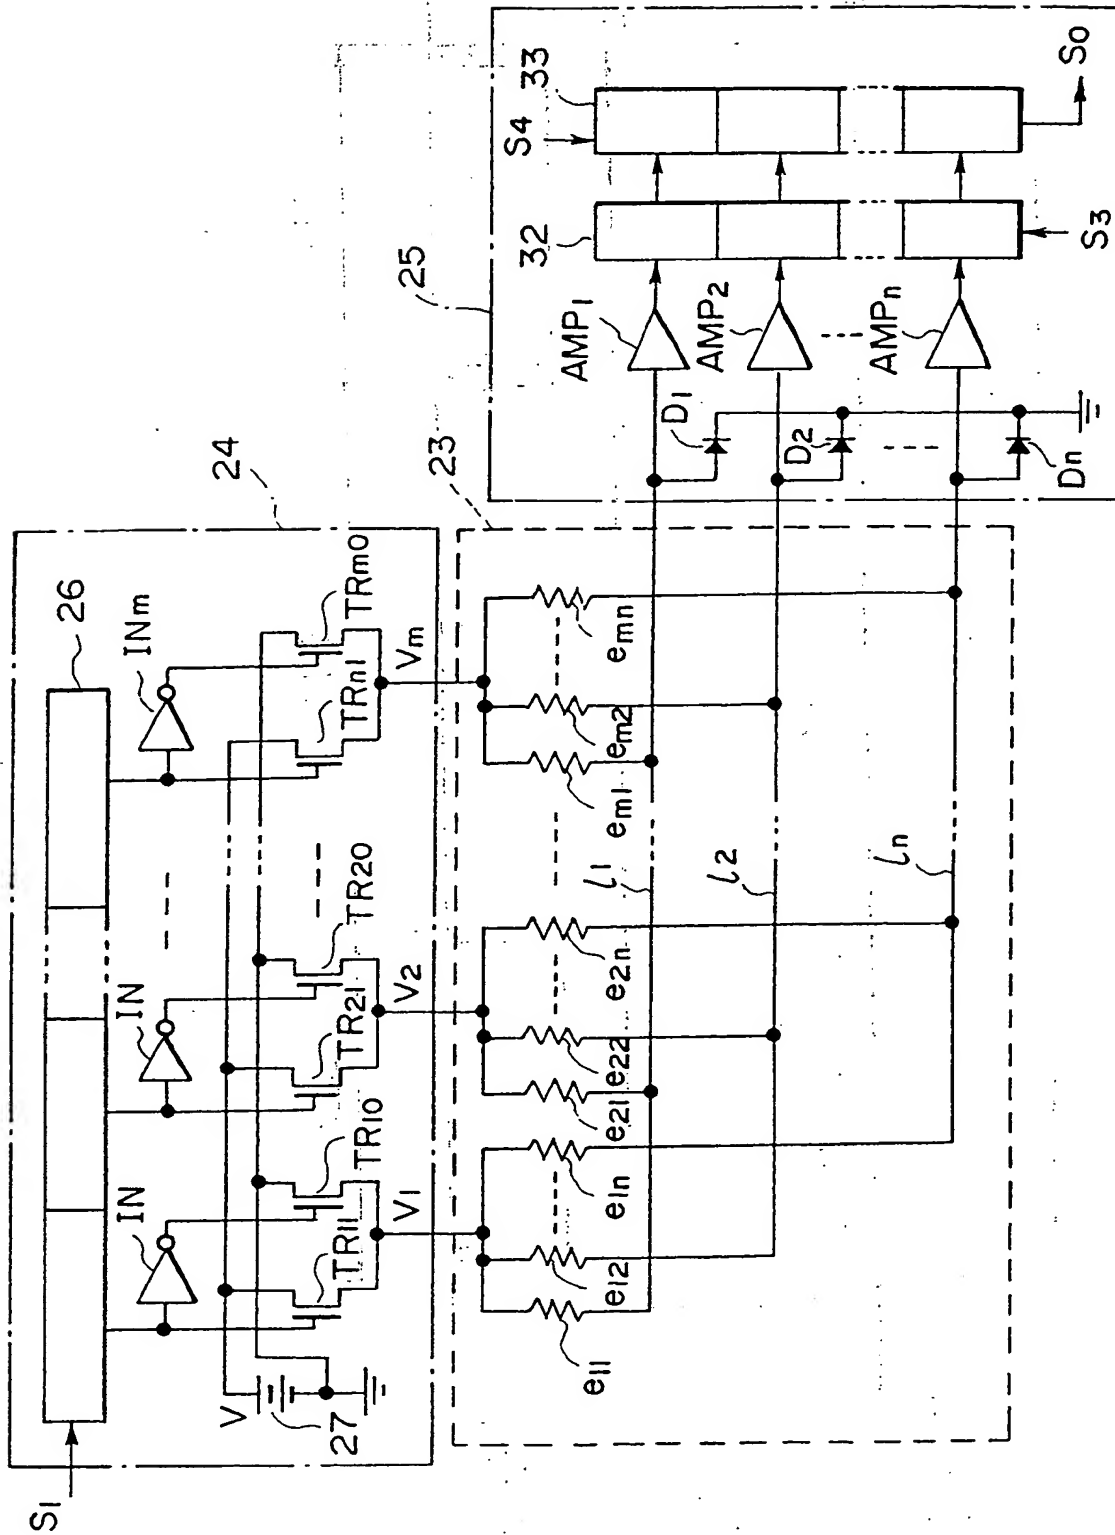 S1
26
INm
IN
IN
24
V
27
TR11
TR10
TR21
TR20
TRn1
TRm0
V1
V2
Vm
23
e11
e12
e1n
e21
e22
e2n
em1
em2
emn
l1
l2
ln
25
D1
D2
Dn
AMP1
AMP2
AMPn
32
33
S4
S3
S0